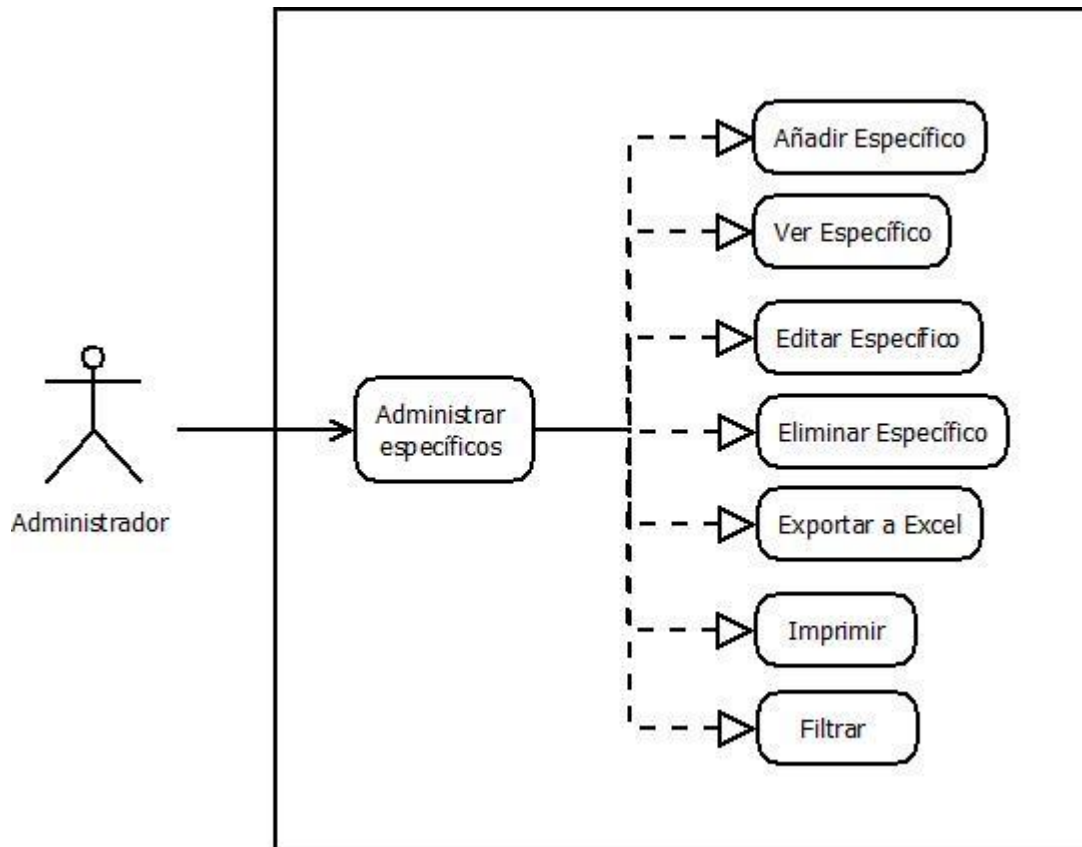 Añadir Específico
Ver Específico
Editar Específico
Administrar
específicos
Eliminar Específico
Administrador
Exportar a Excel
Imprimir
Filtrar